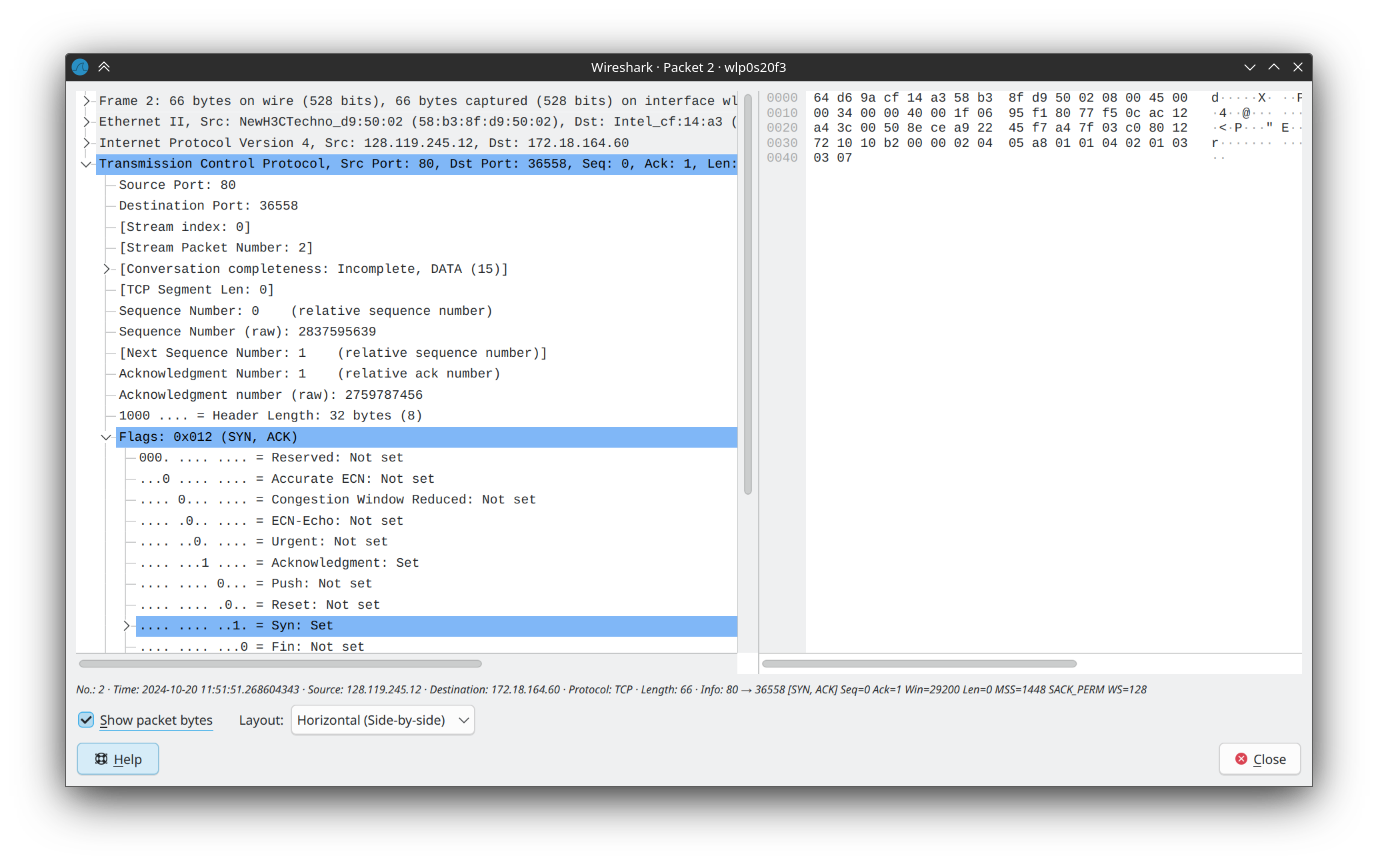 Wireshark · Packet 2 · wlp0s20f3
Frame 2: 66 bytes on wire (528 bits), 66 bytes captured (528 bits) on interface wl
Ethernet II, Src: NewH3CTechno_d9:50:02 (58:b3:8f:d9:50:02), Dst: Intel_cf:14:a3 (
Internet Protocol Version 4, Src: 128.119.245.12, Dst: 172.18.164.60
Transmission Control Protocol, Src Port: 80, Dst Port: 36558, Seq: 0, Ack: 1, Len:
Source Port: 80
Destination Port: 36558
[Stream index: 0]
[Stream Packet Number: 2]
[Conversation completeness: Incomplete, DATA (15)]
[TCP Segment Len: 0]
Sequence Number: 0    (relative sequence number)
Sequence Number (raw): 2837595639
[Next Sequence Number: 1    (relative sequence number)]
Acknowledgment Number: 1    (relative ack number)
Acknowledgment number (raw): 2759787456
1000 .... = Header Length: 32 bytes (8)
Flags: 0x012 (SYN, ACK)
000. .... .... = Reserved: Not set
...0 .... .... = Accurate ECN: Not set
.... 0... .... = Congestion Window Reduced: Not set
.... .0.. .... = ECN-Echo: Not set
.... ..0. .... = Urgent: Not set
.... ...1 .... = Acknowledgment: Set
.... .... 0... = Push: Not set
.... .... .0.. = Reset: Not set
.... .... ..1. = Syn: Set
.... .... ...0 = Fin: Not set
0000 64 d6 9a cf 14 a3 58 b3 8f d9 50 02 08 00 45 00 d·····X· ··P
0010 00 34 00 00 40 00 1f 06 95 f1 80 77 f5 0c ac 12 ·4··@··· ···
0020 a4 3c 00 50 8e ce a9 22 45 f7 a4 7f 03 c0 80 12 ·<·P···" E··
0030 72 10 10 b2 00 00 02 04 05 a8 01 01 04 02 01 03 r······· ···
0040 03 07 ··
No.: 2 · Time: 2024-10-20 11:51:51.268604343 · Source: 128.119.245.12 · Destination: 172.18.164.60 · Protocol: TCP · Length: 66 · Info: 80 → 36558 [SYN, ACK] Seq=0 Ack=1 Win=29200 Len=0 MSS=1448 SACK_PERM WS=128
Show packet bytes
Layout: Horizontal (Side-by-side)
Help
Close